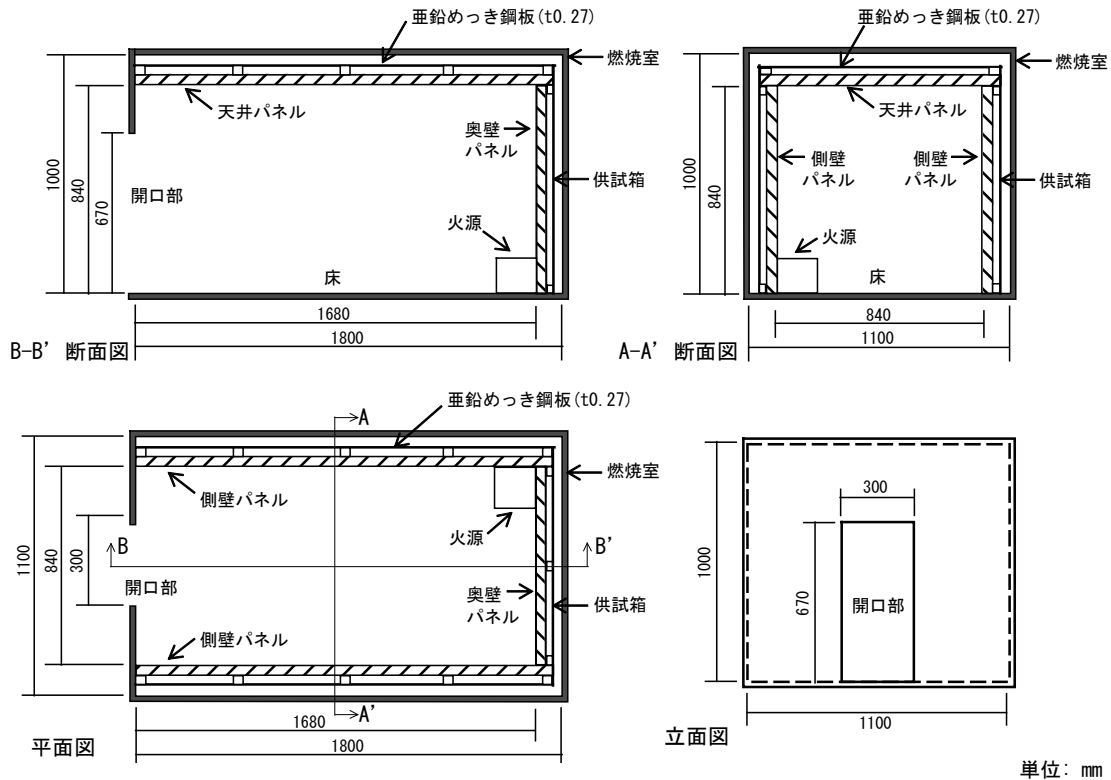 亜鉛めっき鋼板(t0.27)
燃焼室
天井パネル
奥壁
パネル
供試箱
開口部
火源
床
1000
840
670
1680
1800
B-B’ 断面図
亜鉛めっき鋼板(t0.27)
燃焼室
天井パネル
側壁
パネル
側壁
パネル
供試箱
火源
床
1000
840
840
1100
A-A’ 断面図
亜鉛めっき鋼板(t0.27)
A
燃焼室
側壁パネル
火源
B
B’
開口部
奥壁
パネル
供試箱
側壁パネル
1100
840
300
A’
1680
1800
平面図
300
1000
670
開口部
1100
立面図
単位: mm